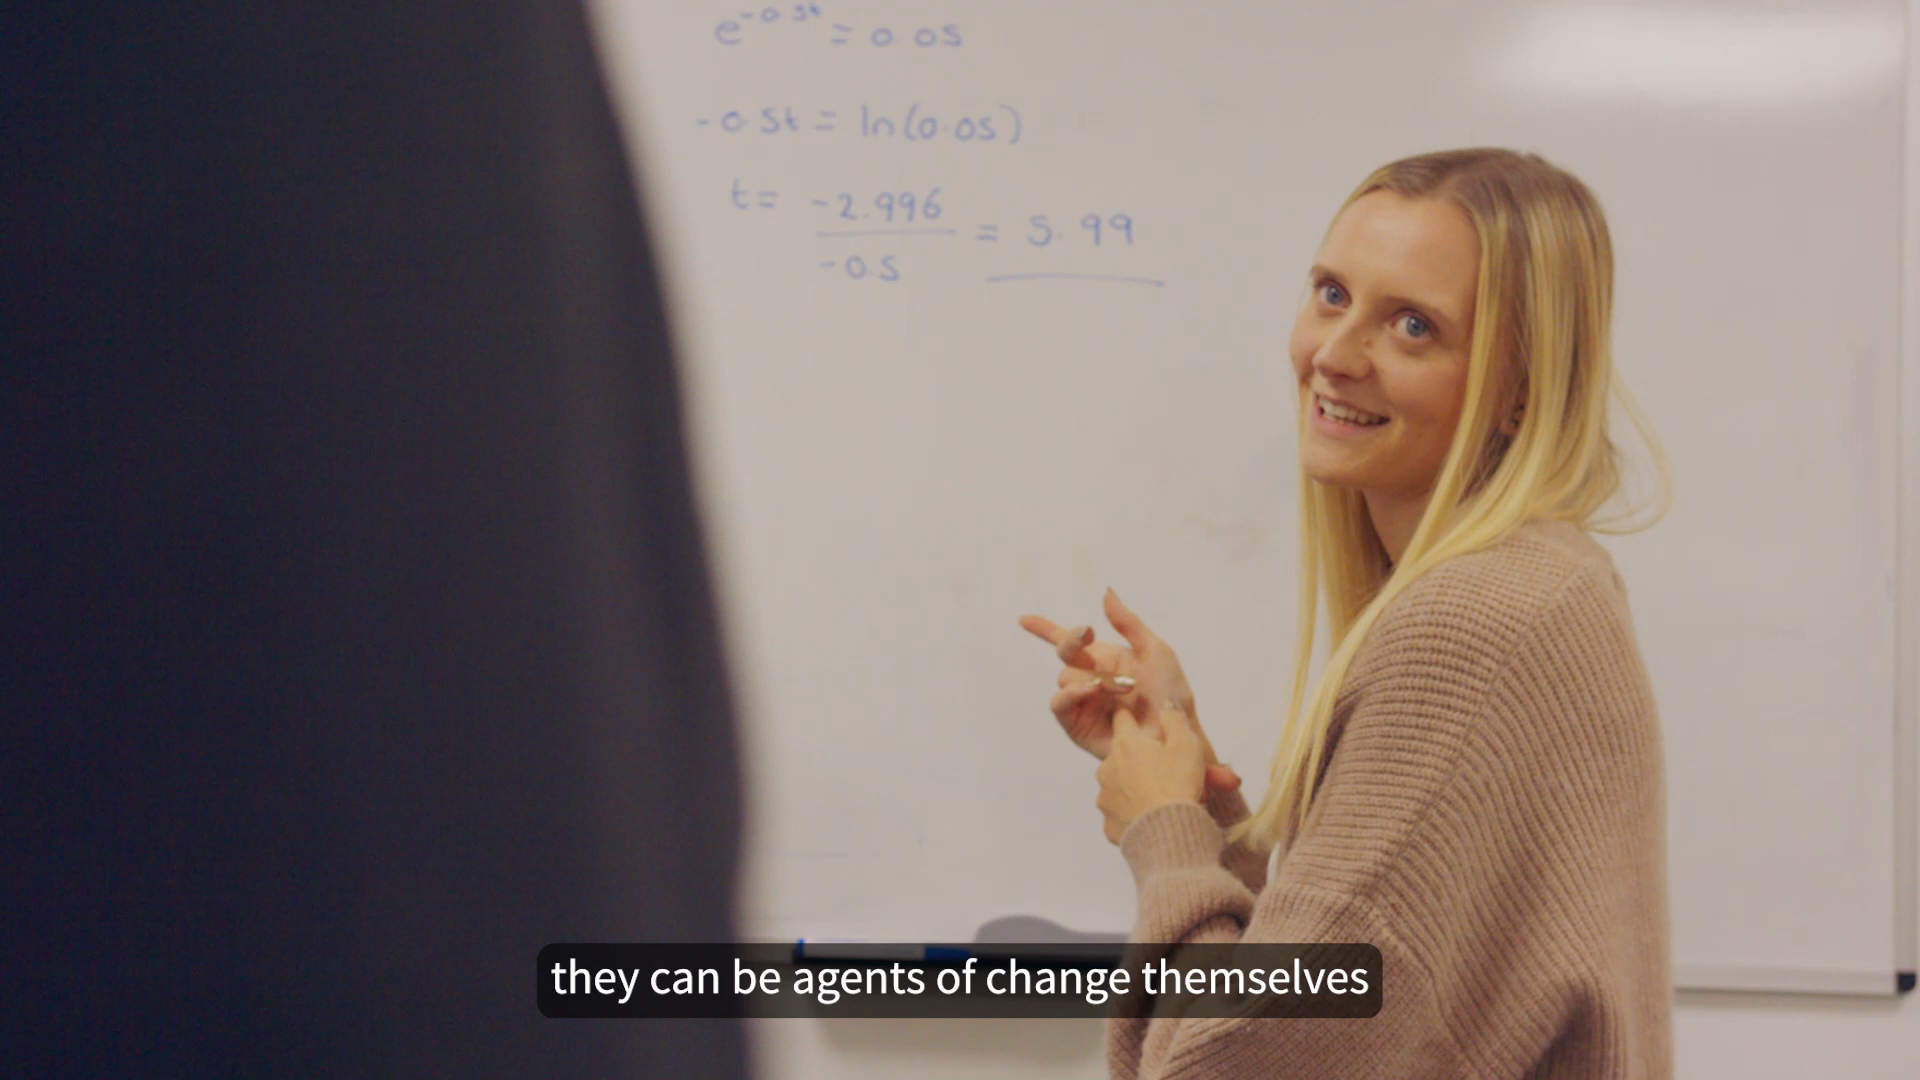 e^-0.5t = 0.05
-0.5t = ln(0.05)
t = -2.996 / -0.5 = 5.99
they can be agents of change themselves